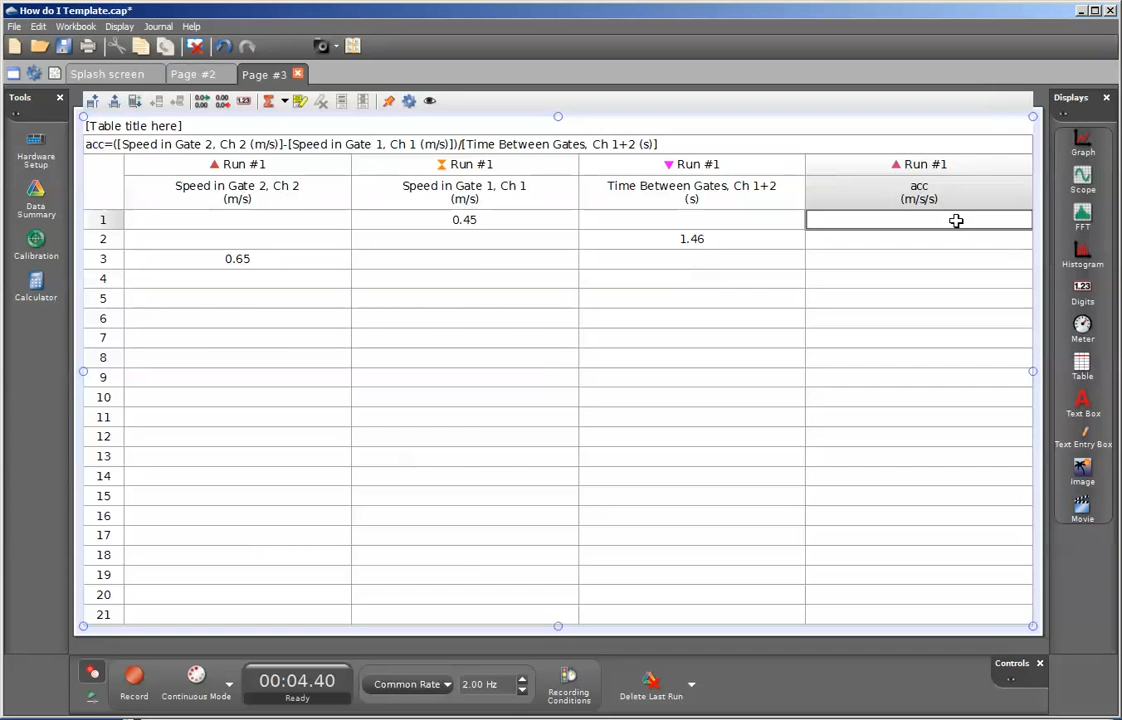 How do I Template.cap*
File Edit Workbook Display Journal Help
Splash screen Page #2 Page #3
Tools
Displays
[Table title here]
acc=([Speed in Gate 2, Ch 2 (m/s)]-[Speed in Gate 1, Ch 1 (m/s)])/[Time Between Gates, Ch 1+2 (s)]
Run #1 Run #1 Run #1 Run #1
Speed in Gate 2, Ch 2 Speed in Gate 1, Ch 1 Time Between Gates, Ch 1+2 acc
(m/s) (m/s) (s) (m/s/s)
1 0.45
2 1.46
3 0.65
4
5
6
7
8
9
10
11
12
13
14
15
16
17
18
19
20
21
Hardware
Setup
Data
Summary
Calibration
Calculator
Graph
Scope
FFT
Histogram
1.23
Digits
Meter
Table
Text Box
Text Entry Box
Image
Movie
Record
Continuous Mode
00:04.40
Ready
Common Rate 2.00 Hz
Recording
Conditions
Delete Last Run
Controls